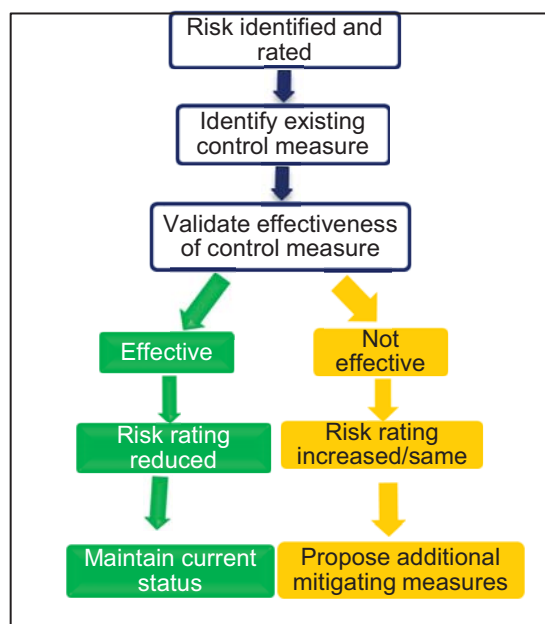 Risk identified and
rated
Identify existing
control measure
Validate effectiveness
of control measure
Effective
Not
effective
Risk rating
reduced
Risk rating
increased/same
Maintain current
status
Propose additional
mitigating measures